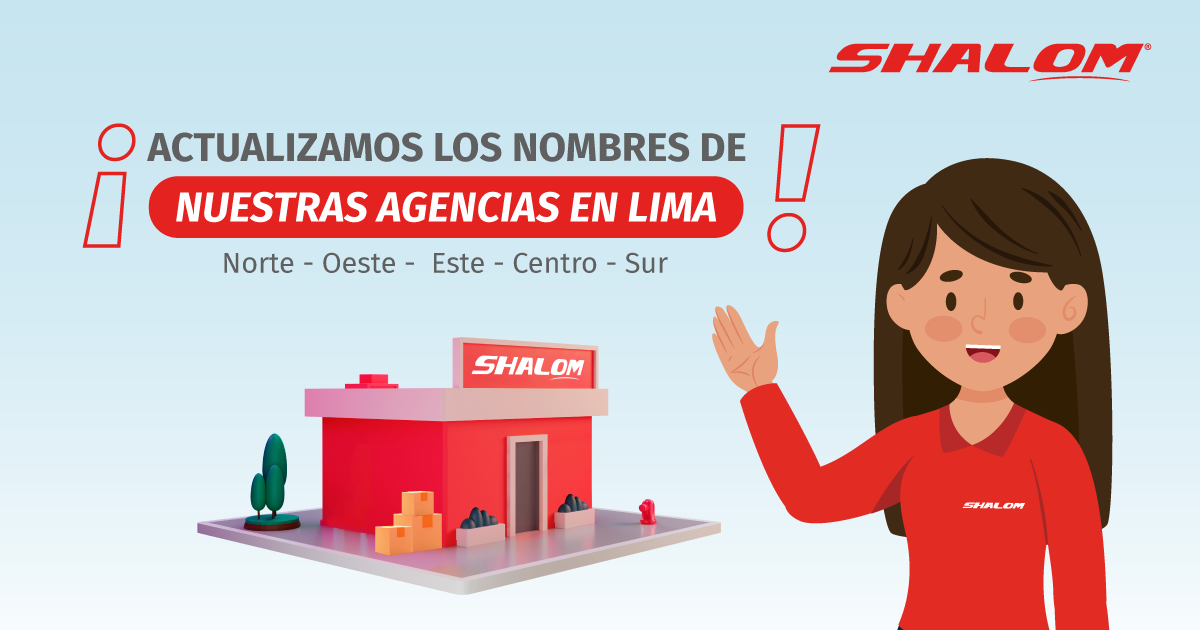 SHALOM®
¡ACTUALIZAMOS LOS NOMBRES DE
NUESTRAS AGENCIAS EN LIMA!
Norte - Oeste - Este - Centro - Sur
SHALOM
SHALOM